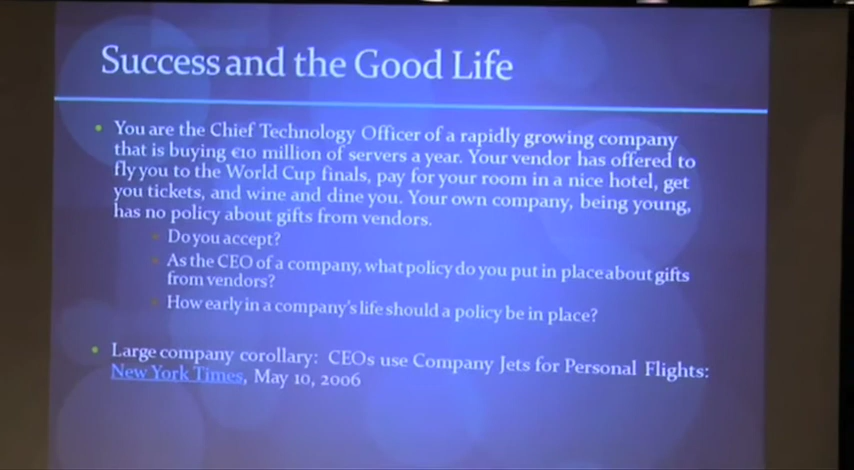 Success and the Good Life
You are the Chief Technology Officer of a rapidly growing company
that is buying €10 million of servers a year. Your vendor has offered to
fly you to the World Cup finals, pay for your room in a nice hotel, get
you tickets, and wine and dine you. Your own company, being young,
has no policy about gifts from vendors.
Do you accept?
As the CEO of a company, what policy do you put in place about gifts
from vendors?
How early in a company's life should a policy be in place?
Large company corollary: CEOs use Company Jets for Personal Flights:
New York Times, May 10, 2006